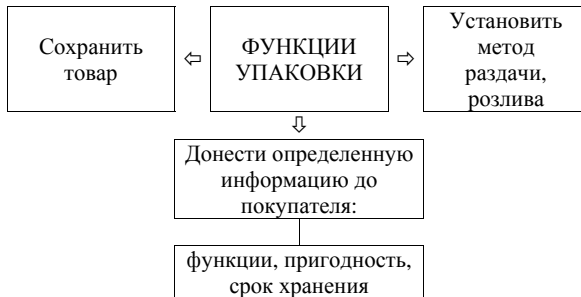 Сохранить
товар
ФУНКЦИИ
УПАКОВКИ
Установить
метод
раздачи,
розлива
Донести определенную
информацию до
покупателя:
функции, пригодность,
срок хранения